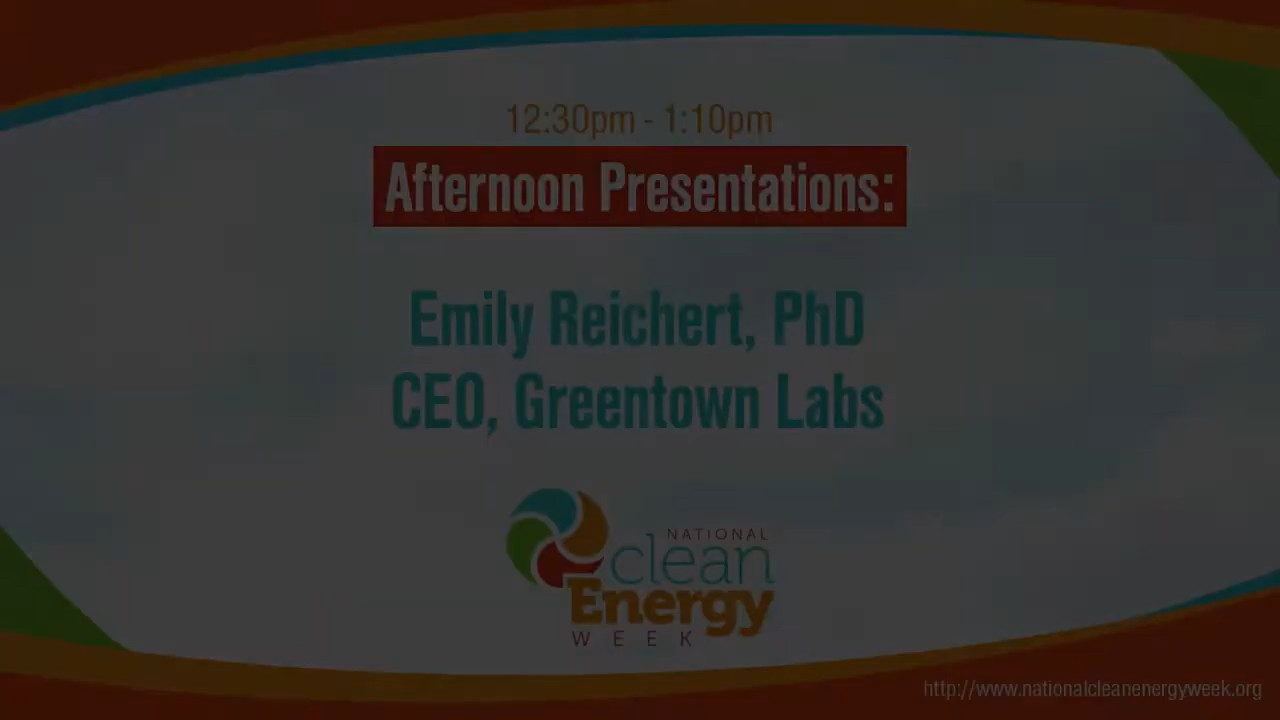 12:30pm - 1:10pm
Afternoon Presentations:
Emily Reichert, PhD
CEO, Greentown Labs
NATIONAL
clean
Energy
WEEK
http://www.nationalcleanenergyweek.org